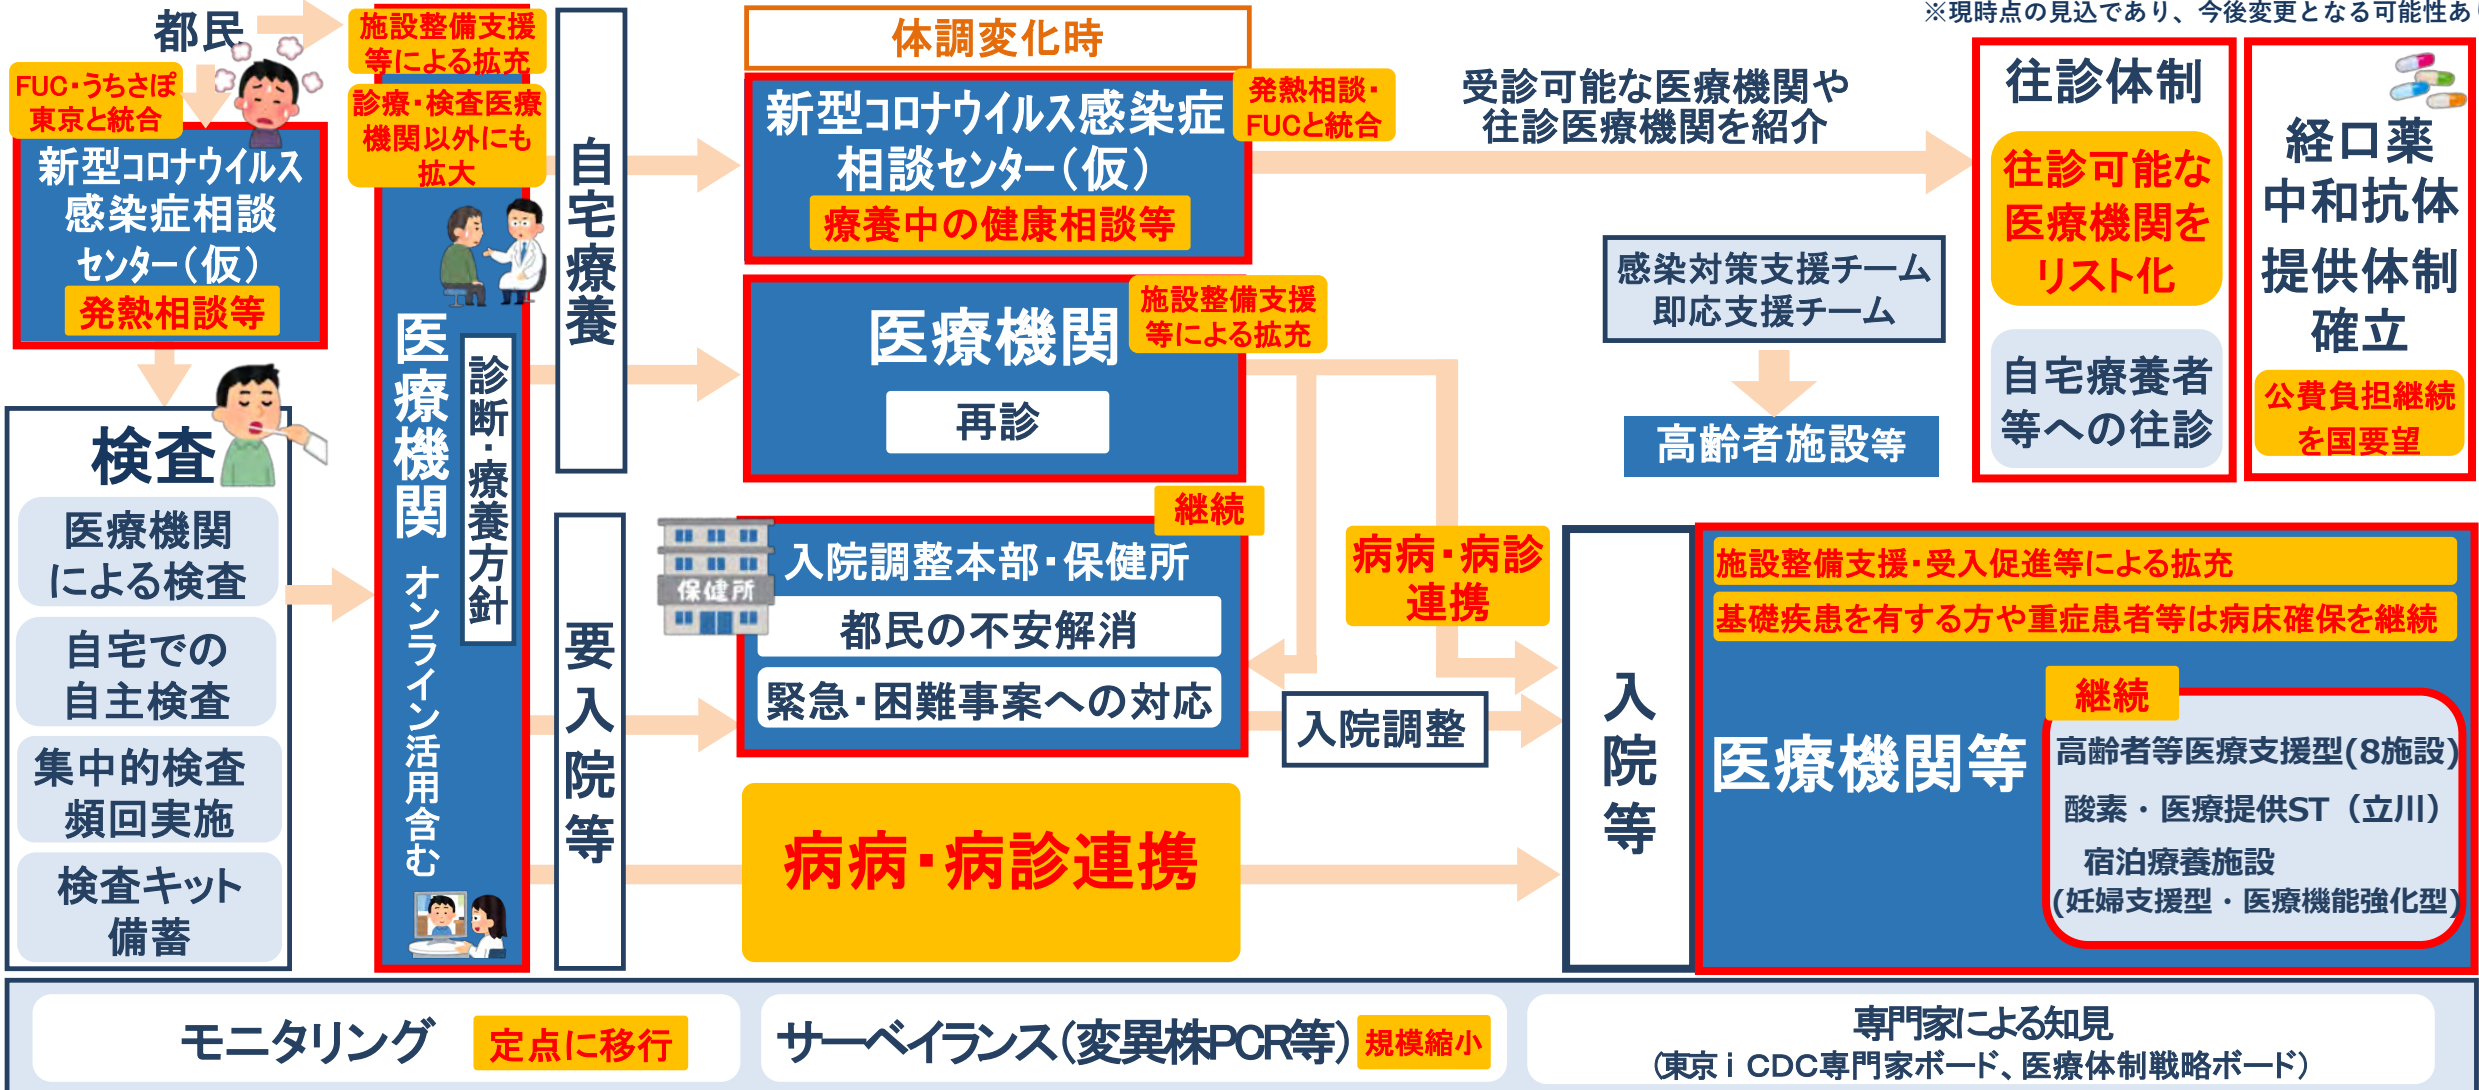 ※現時点の見込であり、今後変更となる可能性あ
都民
FUC・うちさぽ
東京と統合
新型コロナウイルス
感染症相談
センター(仮)
発熱相談等
検査
医療機関
による検査
自宅での
自主検査
集中的検査
頻回実施
検査キット
備蓄
施設整備支援
等による拡充
診療・検査医療
機関以外にも
拡大
医療機関
オンライン活用含む
診断・療養方針
自宅療養
要入院等
体調変化時
新型コロナウイルス感染症
相談センター(仮)
療養中の健康相談等
発熱相談・
FUCと統合
医療機関
再診
施設整備支援
等による拡充
継続
保健所
入院調整本部・保健所
都民の不安解消
緊急・困難事案への対応
病病・病診連携
受診可能な医療機関や
往診医療機関を紹介
感染対策支援チーム
即応支援チーム
高齢者施設等
病病・病診
連携
入院調整
往診体制
往診可能な
医療機関を
リスト化
自宅療養者
等への往診
経口薬
中和抗体
提供体制
確立
公費負担継続
を国要望
入院等
施設整備支援・受入促進等による拡充
基礎疾患を有する方や重症患者等は病床確保を継続
医療機関等
継続
高齢者等医療支援型(8施設)
酸素・医療提供ST（立川）
宿泊療養施設
(妊婦支援型・医療機能強化型)
モニタリング 定点に移行
サーベイランス(変異株PCR等) 規模縮小
専門家による知見
(東京ｉCDC専門家ボード、医療体制戦略ボード)